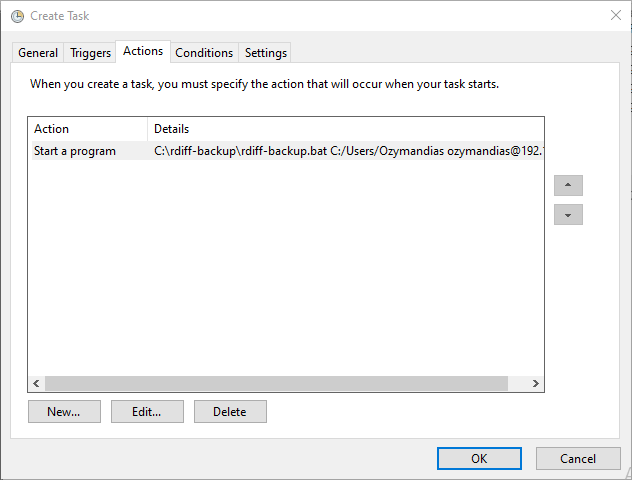 Create Task
General Triggers Actions Conditions Settings
When you create a task, you must specify the action that will occur when your task starts.
Action Details
Start a program C:\rdiff-backup\rdiff-backup.bat C:/Users/Ozymandias ozymandias@192.
New... Edit... Delete
OK Cancel